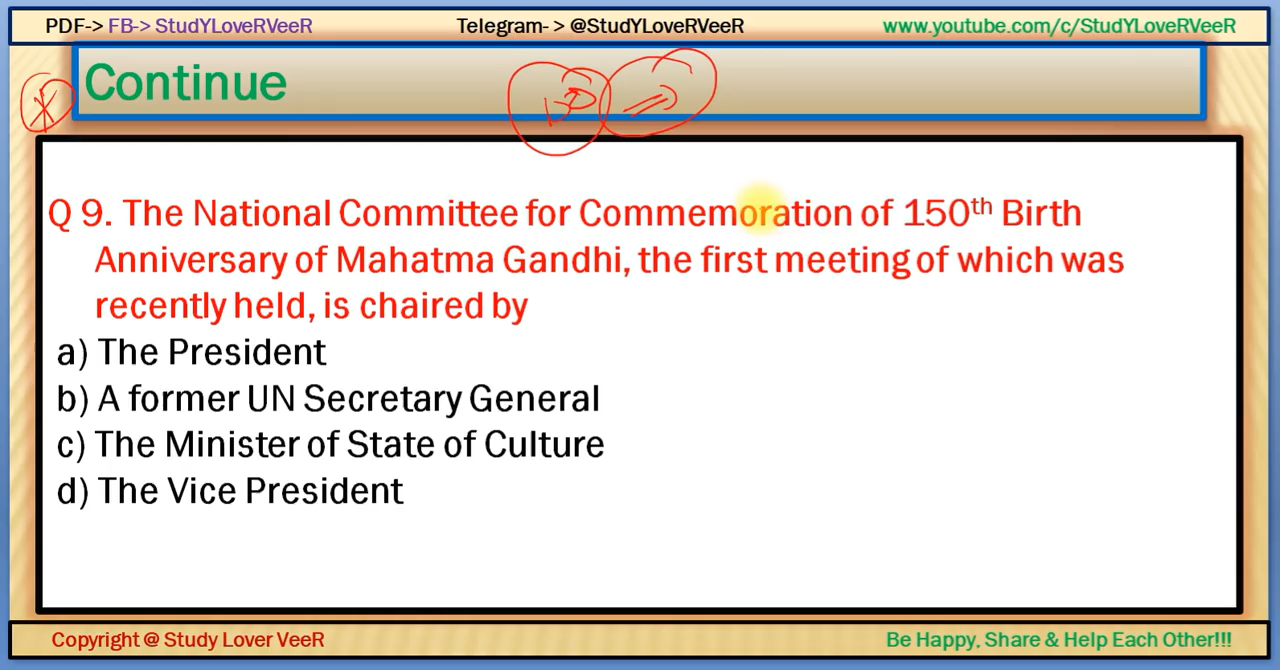 PDF-> FB-> StudYLoveRVeeR Telegram- > @StudYLoveRVeeR www.youtube.com/c/StudYLoveRVeeR
Continue
Q 9. The National Committee for Commemoration of 150th Birth
Anniversary of Mahatma Gandhi, the first meeting of which was
recently held, is chaired by
a) The President
b) A former UN Secretary General
c) The Minister of State of Culture
d) The Vice President
Copyright @ Study Lover VeeR Be Happy, Share & Help Each Other!!!